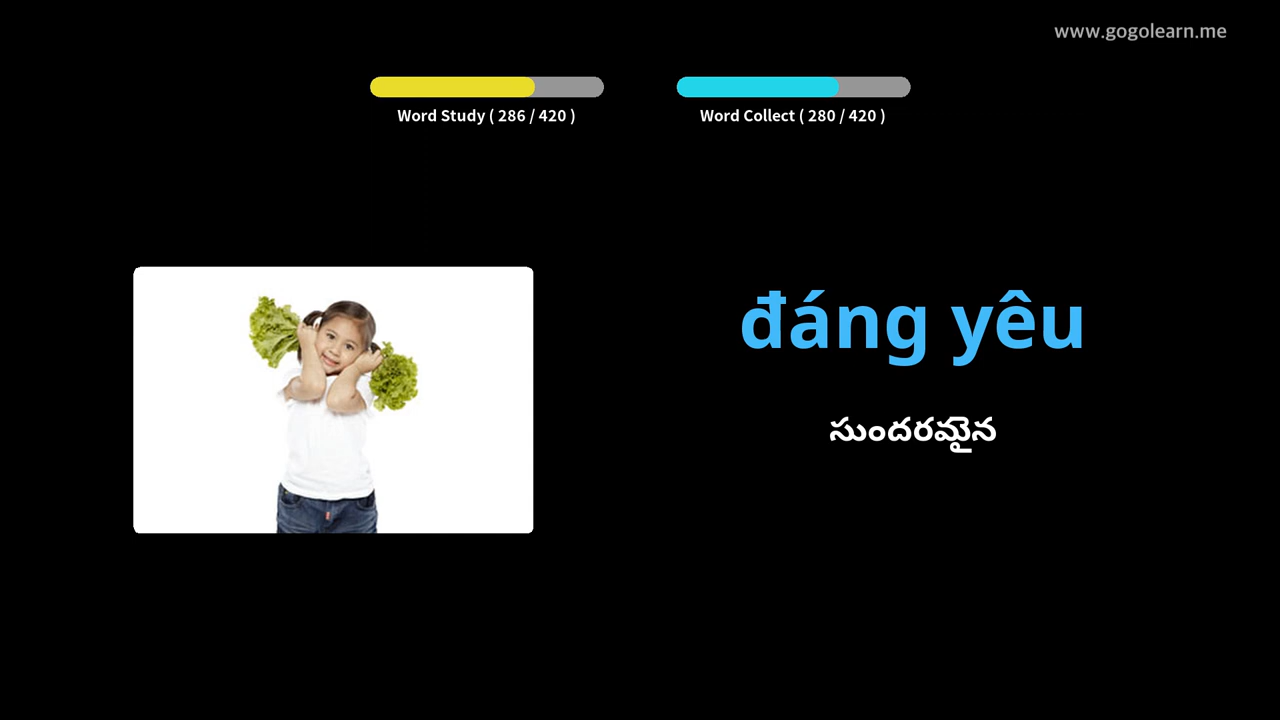 www.gogolearn.me
Word Study ( 286 / 420 )
Word Collect ( 280 / 420 )
đáng yêu
సుందరమైన